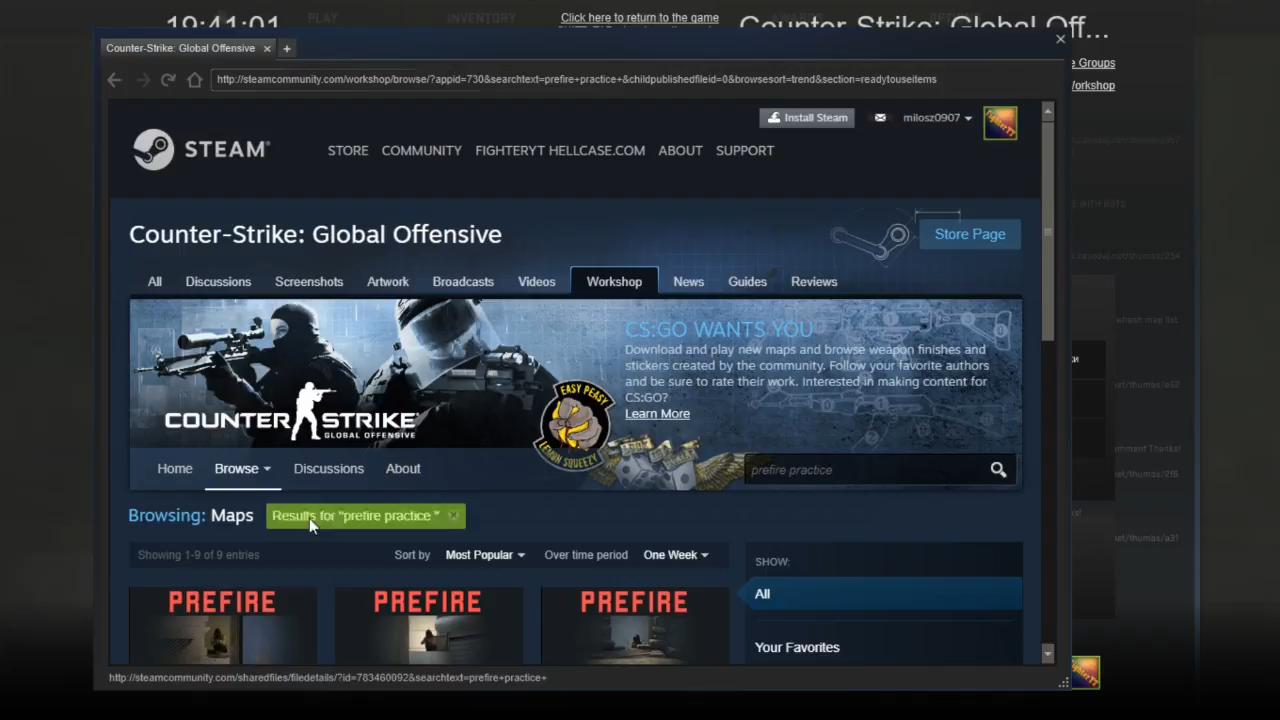 19:41:01
PLAY
INVENTORY
Click here to return to the game
Counter-Strike: Global Off...
Counter-Strike: Global Offensive
e Groups
http://steamcommunity.com/workshop/browse/?appid=730&searchtext=prefire+practice+&childpublishedfileid=0&browsesort=trend&section=readytouseitems
/orkshop
Install Steam
milosz0907
STEAM
STORE
COMMUNITY
FIGHTERYT HELLCASE.COM
ABOUT
SUPPORT
Counter-Strike: Global Offensive
Store Page
All
Discussions
Screenshots
Artwork
Broadcasts
Videos
Workshop
News
Guides
Reviews
CS:GO WANTS YOU
Download and play new maps and browse weapon finishes and
stickers created by the community. Follow your favorite authors
and be sure to rate their work. Interested in making content for
CS:GO?
Learn More
COUNTER STRIKE
GLOBAL OFFENSIVE
EASY PEASY
LEMON SQUEEZY
Home
Browse
Discussions
About
prefire practice
Browsing: Maps
Results for "prefire practice "
Showing 1-9 of 9 entries
Sort by
Most Popular
Over time period
One Week
SHOW:
All
PREFIRE
PREFIRE
PREFIRE
Your Favorites
http://steamcommunity.com/sharedfiles/filedetails/?id=783460092&searchtext=prefire+practice+